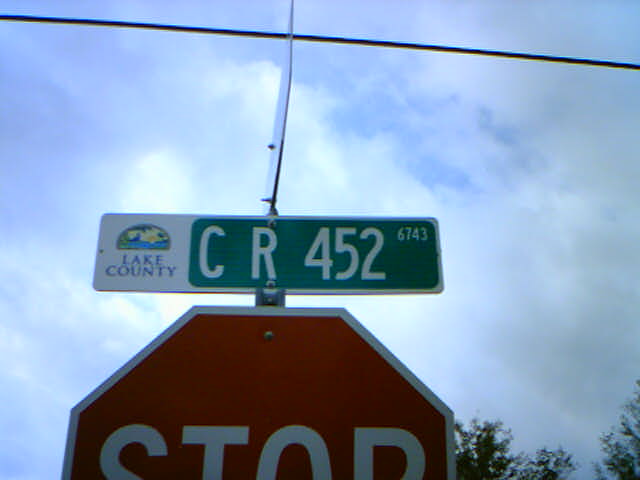 LAKE
COUNTY
C R 452 6743
STOP